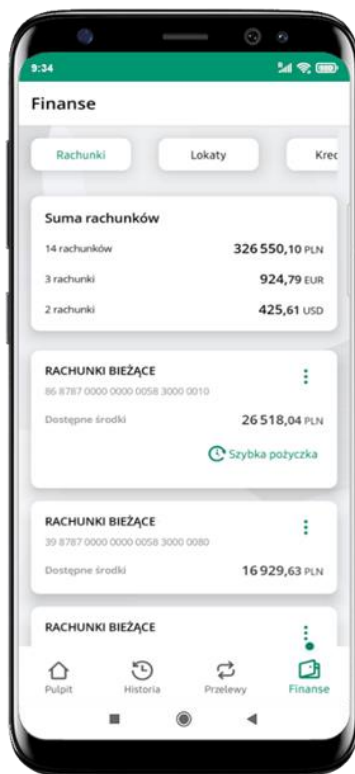 9:34
Finanse
Rachunki Lokaty Kred
Suma rachunków
14 rachunków 326 550,10 PLN
3 rachunki 924,79 EUR
2 rachunki 425,61 USD
RACHUNKI BIEŻĄCE
86 8787 0000 0000 0058 3000 0010
Dostępne środki 26 518,04 PLN
Szybka pożyczka
RACHUNKI BIEŻĄCE
39 8787 0000 0000 0058 3000 0080
Dostępne środki 16 929,63 PLN
RACHUNKI BIEŻĄCE
Pulpit Historia Przelewy Finanse